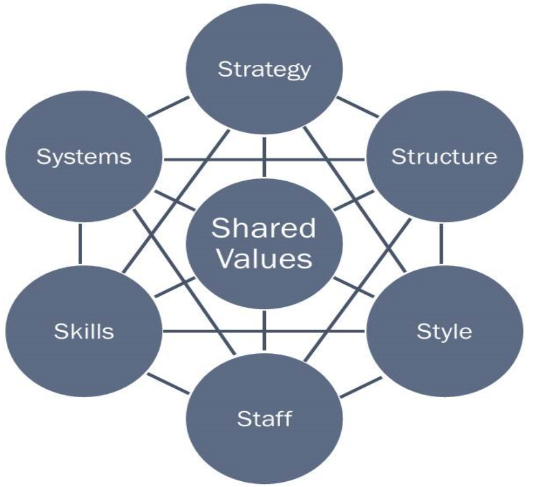 Strategy
Systems
Structure
Shared
Values
Skills
Style
Staff